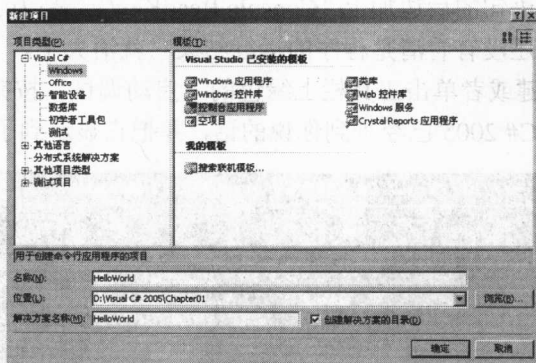 新建项目
项目类型(P):
模板(T):
Visual C#
Windows
Office
智能设备
数据库
初学者工具包
测试
其他语言
分布式系统解决方案
其他项目类型
测试项目
Visual Studio 已安装的模板
Windows 应用程序
Windows 控件库
控制台应用程序
空项目
类库
Web 控件库
Windows 服务
Crystal Reports 应用程序
我的模板
搜索联机模板...
用于创建命令行应用程序的项目
名称(N):
HelloWorld
位置(L):
D:\Visual C# 2005\Chapter01
浏览(B)...
解决方案名称(M):
HelloWorld
创建解决方案的目录(D)
确定
取消